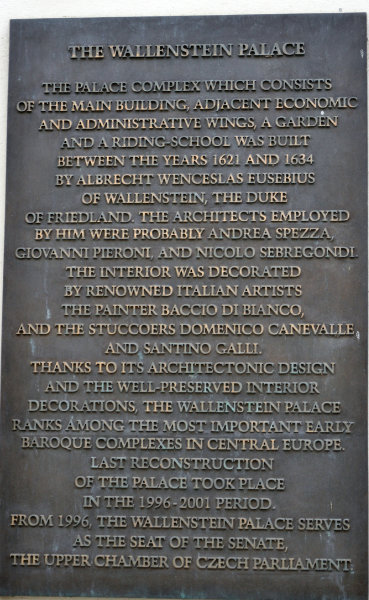 THE WALLENSTEIN PALACE
THE PALACE COMPLEX WHICH CONSISTS
OF THE MAIN BUILDING, ADJACENT ECONOMIC
AND ADMINISTRATIVE WINGS, A GARDEN
AND A RIDING-SCHOOL WAS BUILT
BETWEEN THE YEARS 1621 AND 1634
BY ALBRECHT WENCESLAS EUSEBIUS
OF WALLENSTEIN, THE DUKE
OF FRIEDLAND. THE ARCHITECTS EMPLOYED
BY HIM WERE PROBABLY ANDREA SPEZZA,
GIOVANNI PIERONI, AND NICOLO SEBREGONDI.
THE INTERIOR WAS DECORATED
BY RENOWNED ITALIAN ARTISTS
THE PAINTER BACCIO DI BIANCO,
AND THE STUCCOERS DOMENICO CANEVALLE,
AND SANTINO GALLI.
THANKS TO ITS ARCHITECTONIC DESIGN
AND THE WELL-PRESERVED INTERIOR
DECORATIONS, THE WALLENSTEIN PALACE
RANKS AMONG THE MOST IMPORTANT EARLY
BAROQUE COMPLEXES IN CENTRAL EUROPE.
LAST RECONSTRUCTION
OF THE PALACE TOOK PLACE
IN THE 1996-2001 PERIOD.
FROM 1996, THE WALLENSTEIN PALACE SERVES
AS THE SEAT OF THE SENATE,
THE UPPER CHAMBER OF CZECH PARLIAMENT.